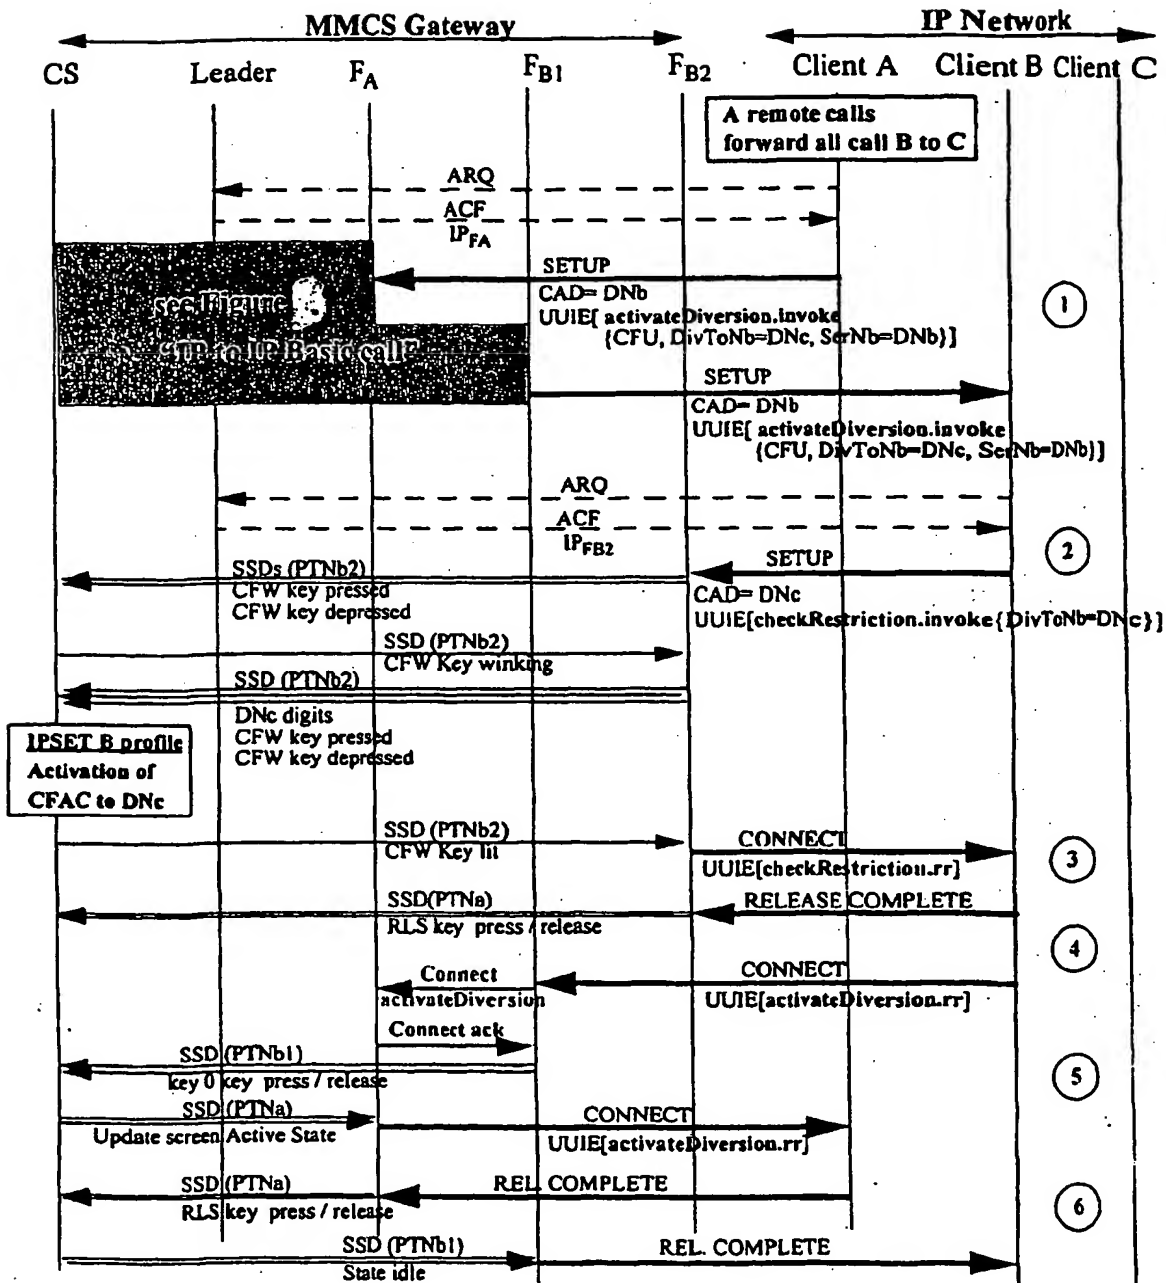 MMCS Gateway
IP Network
CS
Leader
FA
FB1
FB2
Client A
Client B
Client C
A remote calls
forward all call B to C
ARQ
ACF
IPFA
see Figure
"IP to IP Basic call"
SETUP
CAD= DNb
UUIE[ activateDiversion.invoke
{CFU, DivToNb=DNc, SerNb=DNb}]
1
SETUP
CAD= DNb
UUIE[ activateDiversion.invoke
{CFU, DivToNb=DNc, SerNb=DNb}]
ARQ
ACF
IPFB2
2
SSDs (PTNb2)
CFW key pressed
CFW key depressed
SETUP
CAD= DNc
UUIE[checkRestriction.invoke{DivToNb=DNc}]
SSD (PTNb2)
CFW Key winking
SSD (PTNb2)
DNc digits
CFW key pressed
CFW key depressed
IPSET B profile
Activation of
CFAC to DNc
SSD (PTNb2)
CFW Key lit
CONNECT
UUIE[checkRestriction.rr]
3
SSD(PTNa)
RLS key press / release
RELEASE COMPLETE
4
Connect
activateDiversion
CONNECT
UUIE[activateDiversion.rr]
Connect ack
SSD (PTNb1)
key 0 key press / release
5
SSD (PTNa)
Update screen Active State
CONNECT
UUIE[activateDiversion.rr]
SSD (PTNa)
RLS key press / release
REL. COMPLETE
6
SSD (PTNb1)
State idle
REL. COMPLETE